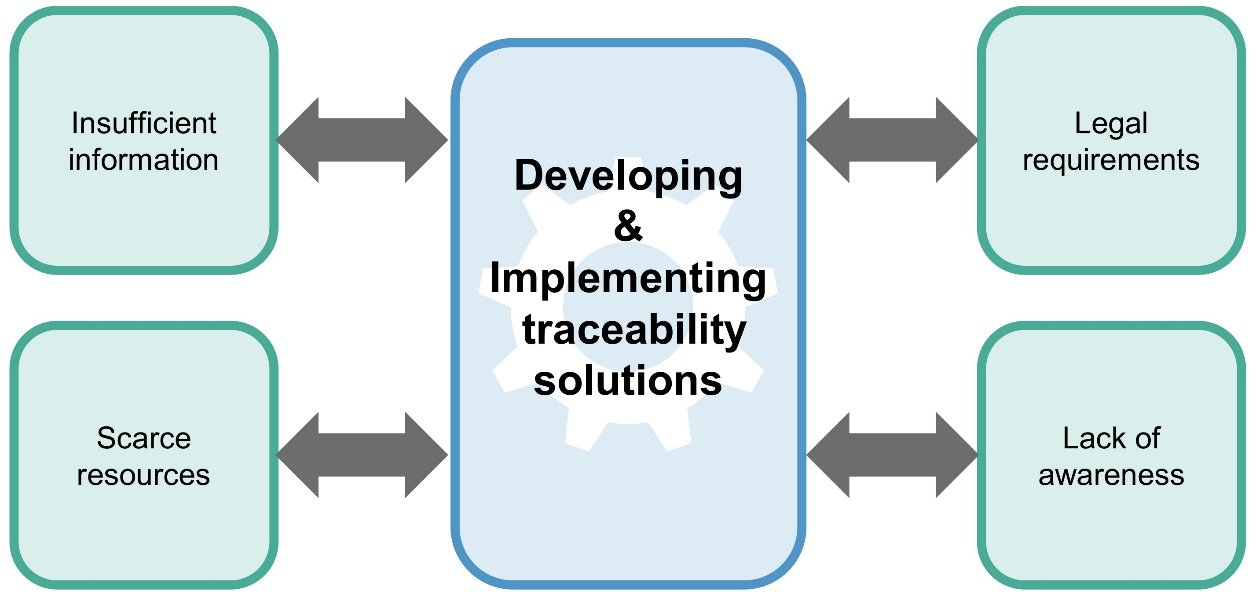 Insufficient
information
Developing
&
Implementing
traceability
solutions
Legal
requirements
Scarce
resources
Lack of
awareness